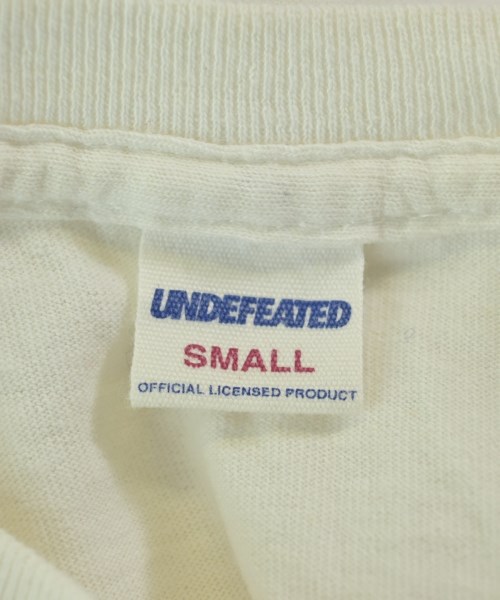 UNDEFEATED
SMALL
OFFICIAL LICENSED PRODUCT